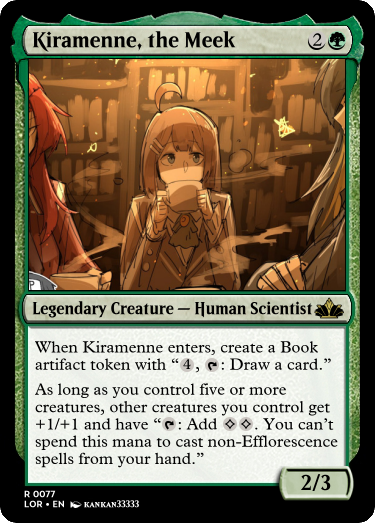 Kiramenne, the Meek 2
Legendary Creature — Human Scientist
When Kiramenne enters, create a Book
artifact token with “4, T: Draw a card.”
As long as you control five or more
creatures, other creatures you control get
+1/+1 and have “T: Add ◇◇. You can’t
spend this mana to cast non-Efflorescence
spells from your hand.”
2/3
R 0077
LOR • EN KANKAN33333